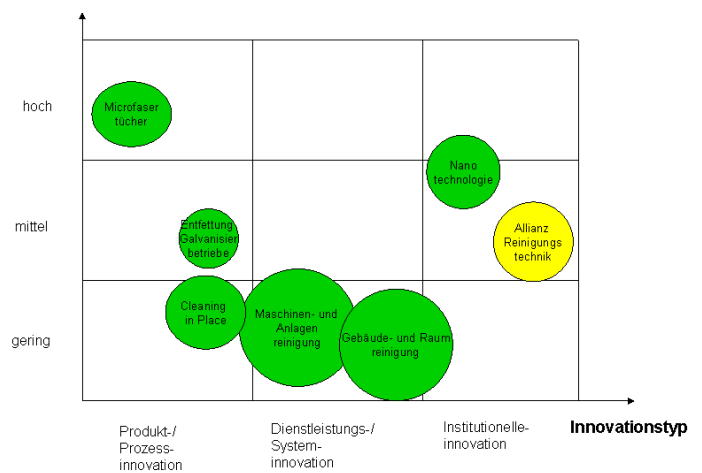 hoch
Microfaser
tücher
Nano
technologie
mittel
Entfettung
Galvanisier
betriebe
Allianz
Reinigungs
technik
gering
Cleaning
in Place
Maschinen- und
Anlagen
reinigung
Gebäude- und Raum
reinigung
Produkt-/
Prozess-
innovation
Dienstleistungs-/
System-
innovation
Institutionelle-
innovation
Innovationstyp